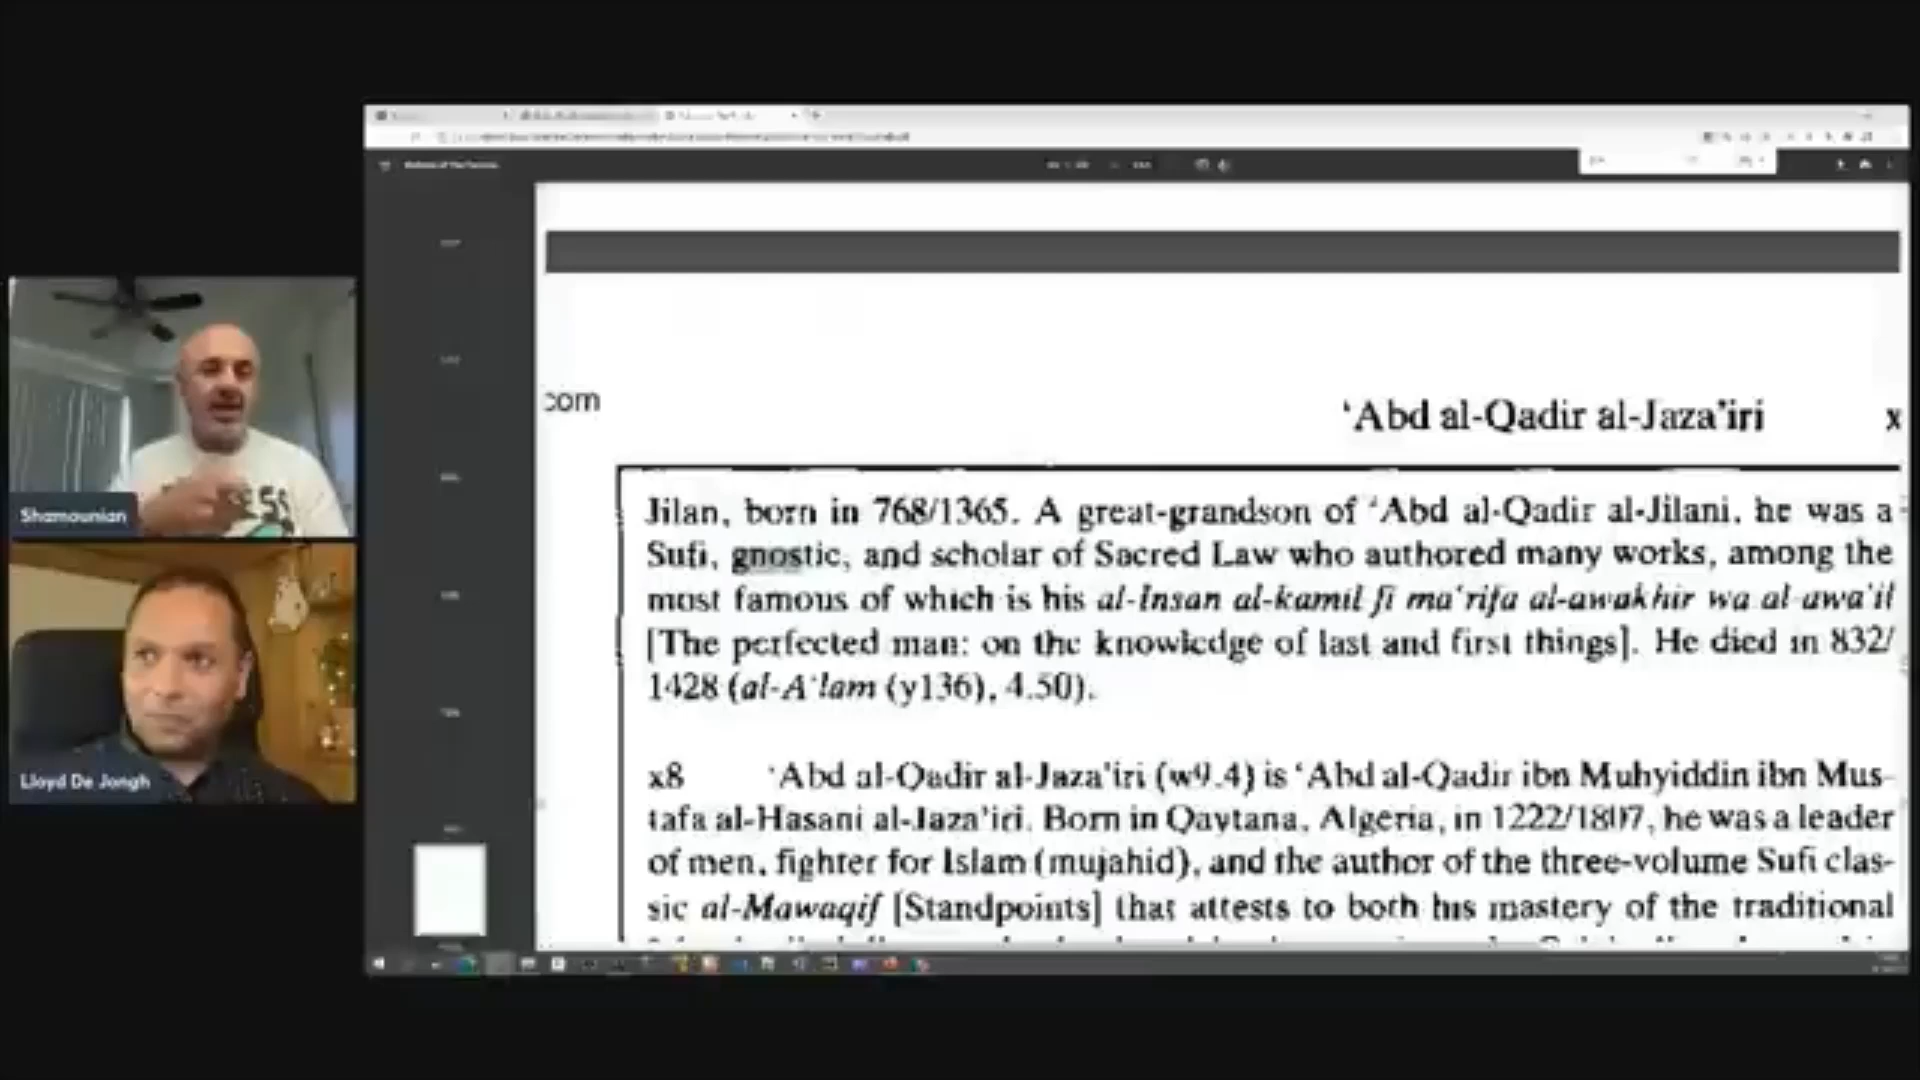 com
‘Abd al-Qadir al-Jaza’iri x
Jilan, born in 768/1365. A great-grandson of ‘Abd al-Qadir al-Jilani, he was a
Sufi, gnostic, and scholar of Sacred Law who authored many works, among the
most famous of which is his al-Insan al-kamil fi ma‘rifa al-awakhir wa al-awa’il
[The perfected man: on the knowledge of last and first things]. He died in 832/
1428 (al-A‘lam (y136), 4.50).
x8 ‘Abd al-Qadir al-Jaza’iri (w9.4) is ‘Abd al-Qadir ibn Muhyiddin ibn Mus-
tafa al-Hasani al-Jaza’iri. Born in Qaytana, Algeria, in 1222/1807, he was a leader
of men, fighter for Islam (mujahid), and the author of the three-volume Sufi clas-
sic al-Mawaqif [Standpoints] that attests to both his mastery of the traditional
Shamounian
Lloyd De Jongh